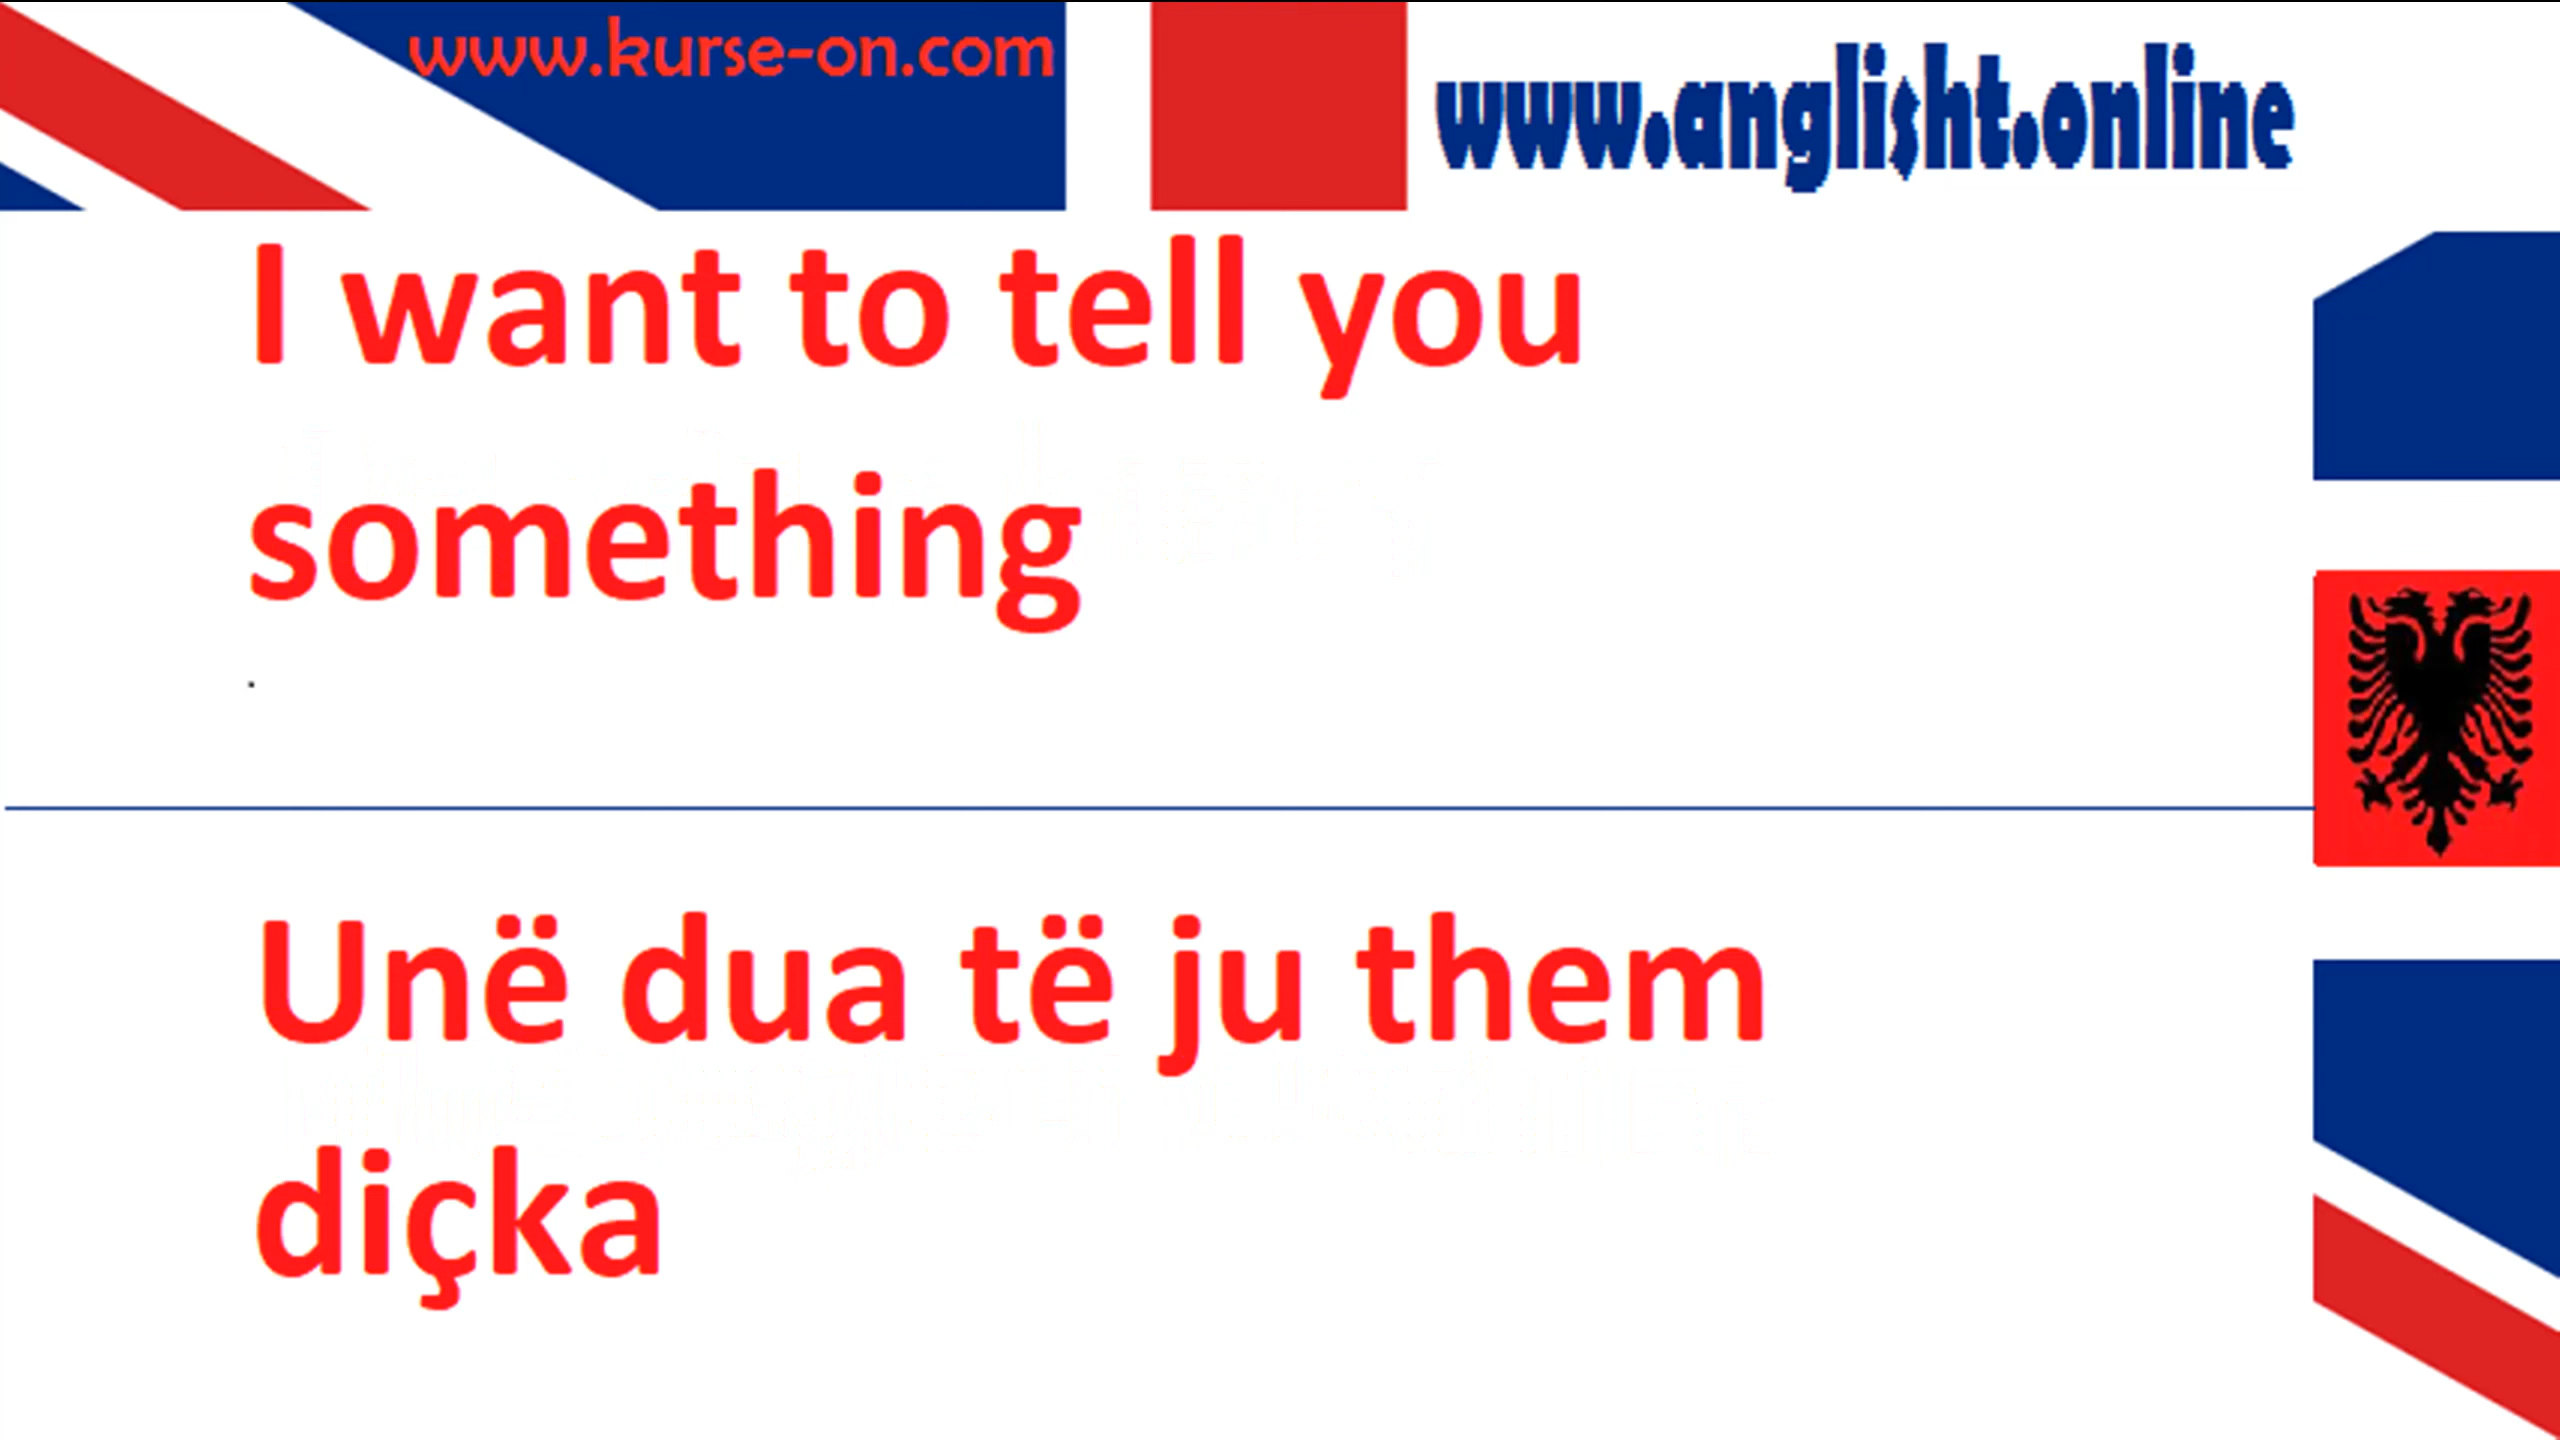 www.kurse-on.com
www.anglisht.online
I want to tell you
something
.
Unë dua të ju them
diçka